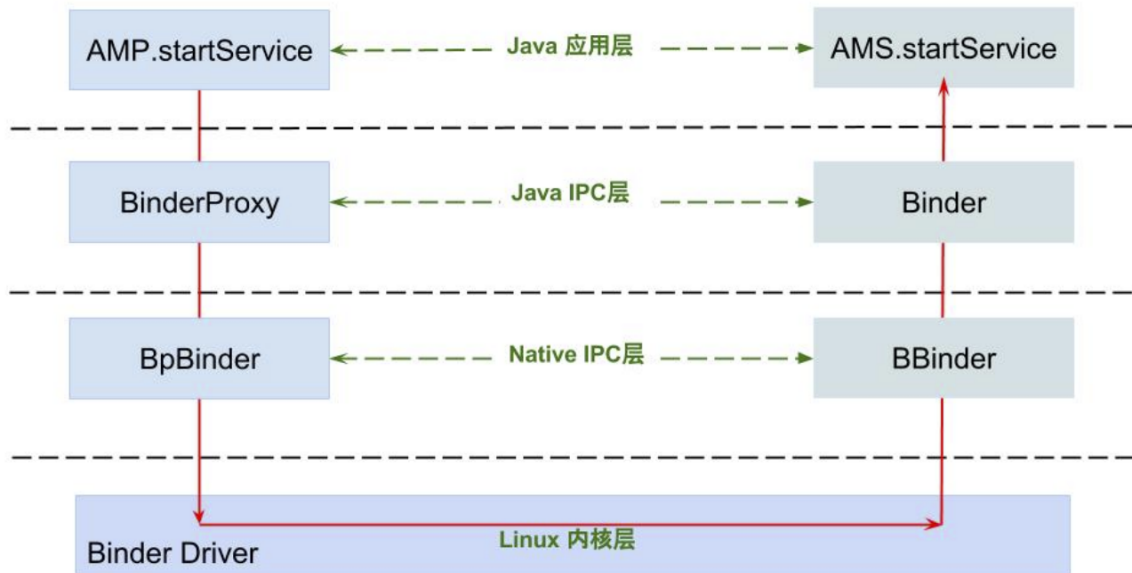 AMP.startService
Java 应用层
AMS.startService
BinderProxy
Java IPC层
Binder
BpBinder
Native IPC层
BBinder
Linux 内核层
Binder Driver